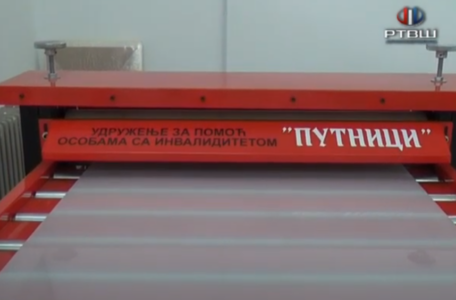 РТВШ
УДРУЖЕЊЕ ЗА ПОМОЋ
ОСОБАМА СА ИНВАЛИДИТЕТОМ "ПУТНИЦИ"